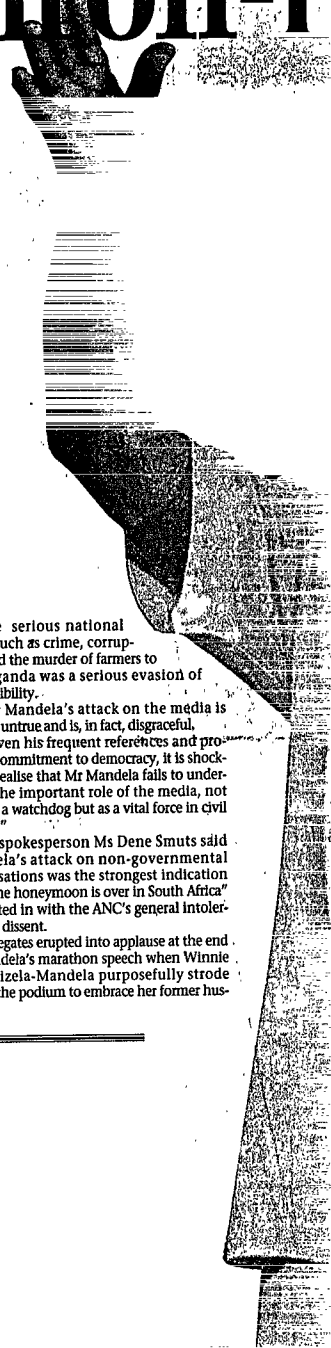 serious national
uch as crime, corrup-
d the murder of farmers to
ganda was a serious evasion of
ibility.
Mandela's attack on the media is
untrue and is, in fact, disgraceful,
ven his frequent references and pro-
ommitment to democracy, it is shock-
ealise that Mr Mandela fails to under-
he important role of the media, not
a watchdog but as a vital force in civil
"
spokesperson Ms Dene Smuts said
ela's attack on non-governmental
sations was the strongest indication
ne honeymoon is over in South Africa"
ted in with the ANC's general intoler-
dissent.
egates erupted into applause at the end
ndela's marathon speech when Winnie
izela-Mandela purposefully strode
the podium to embrace her former hus-